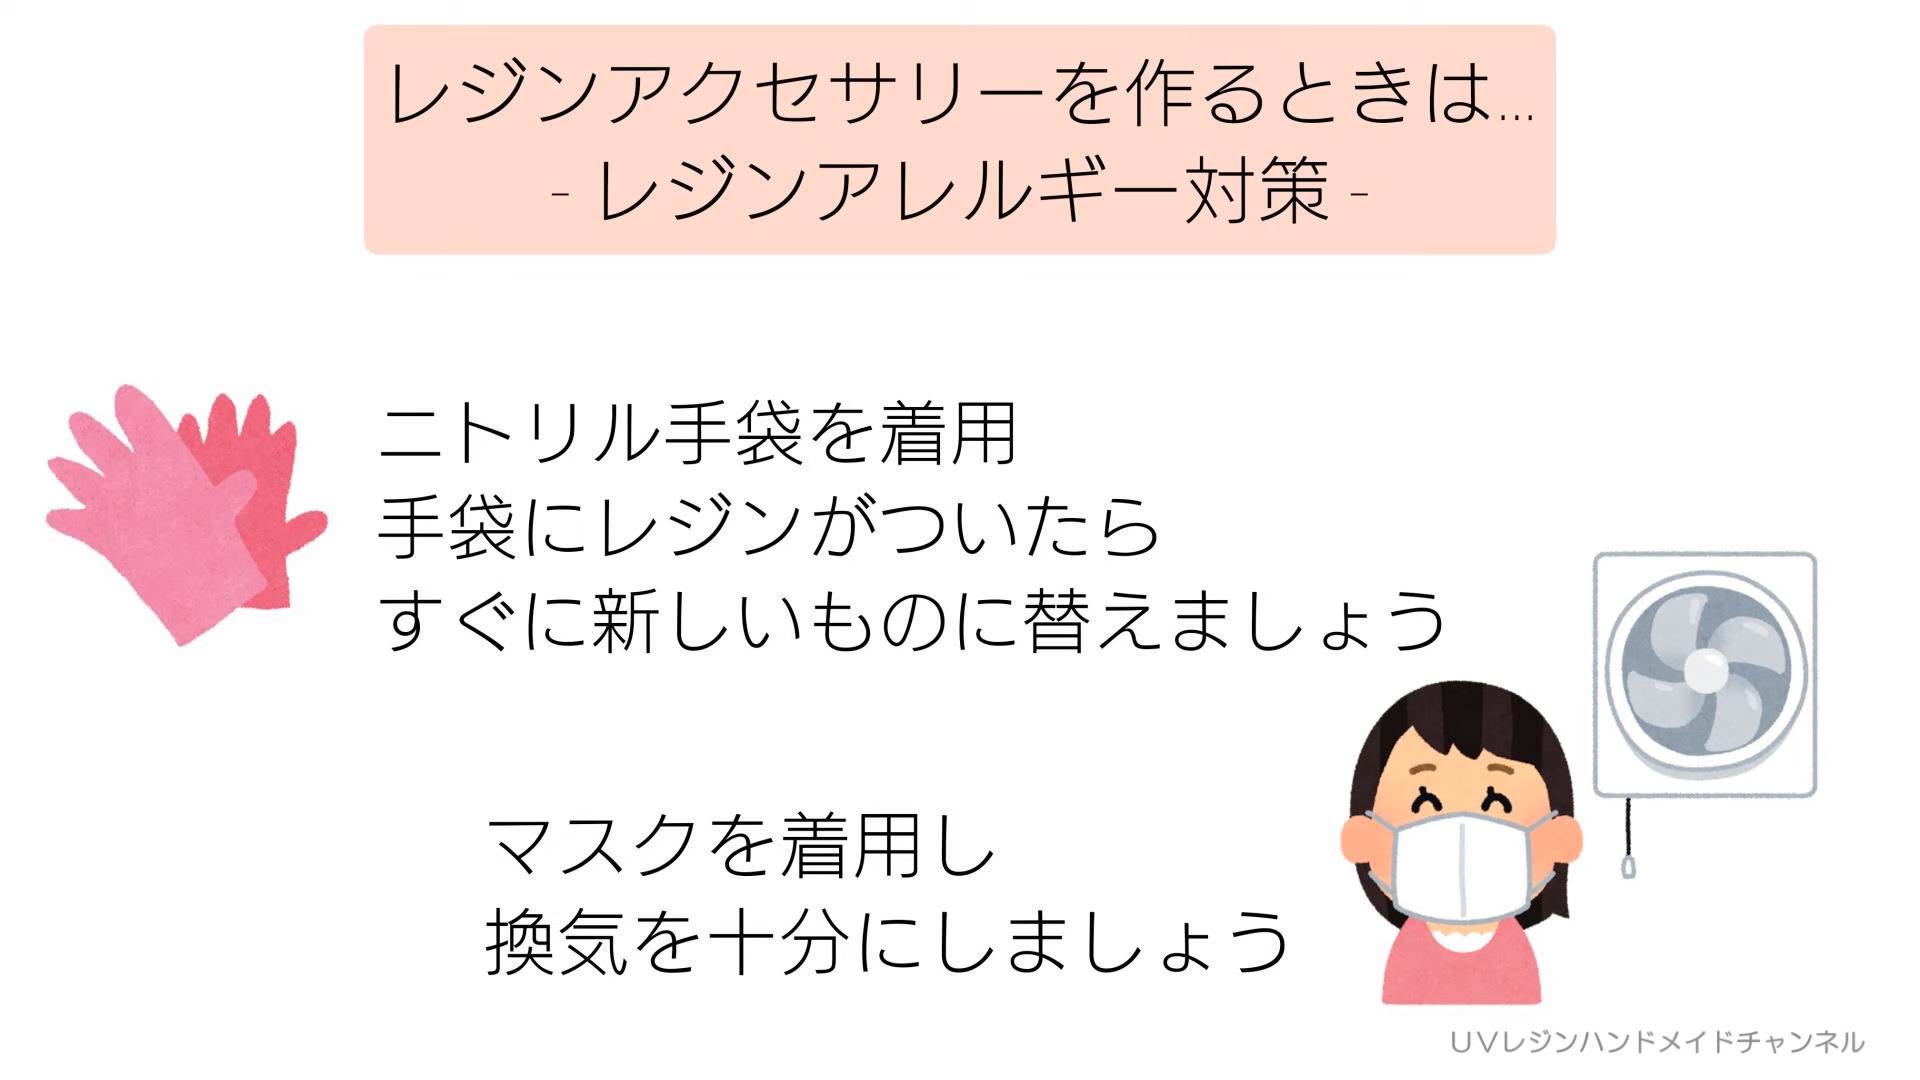 レジンアクセサリーを作るときは...
- レジンアレルギー対策 -
ニトリル手袋を着用
手袋にレジンがついたら
すぐに新しいものに替えましょう
マスクを着用し
換気を十分にしましょう
UVレジンハンドメイドチャンネル